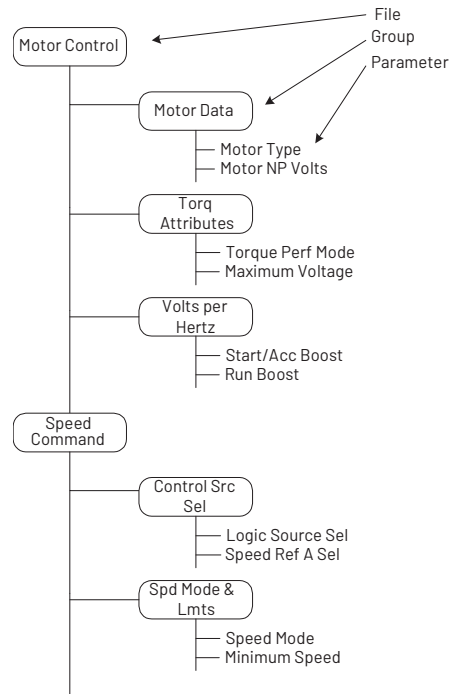 File
Group
Parameter
Motor Control
Motor Data
Motor Type
Motor NP Volts
Torq
Attributes
Torque Perf Mode
Maximum Voltage
Volts per
Hertz
Start/Acc Boost
Run Boost
Speed
Command
Control Src
Sel
Logic Source Sel
Speed Ref A Sel
Spd Mode &
Lmts
Speed Mode
Minimum Speed